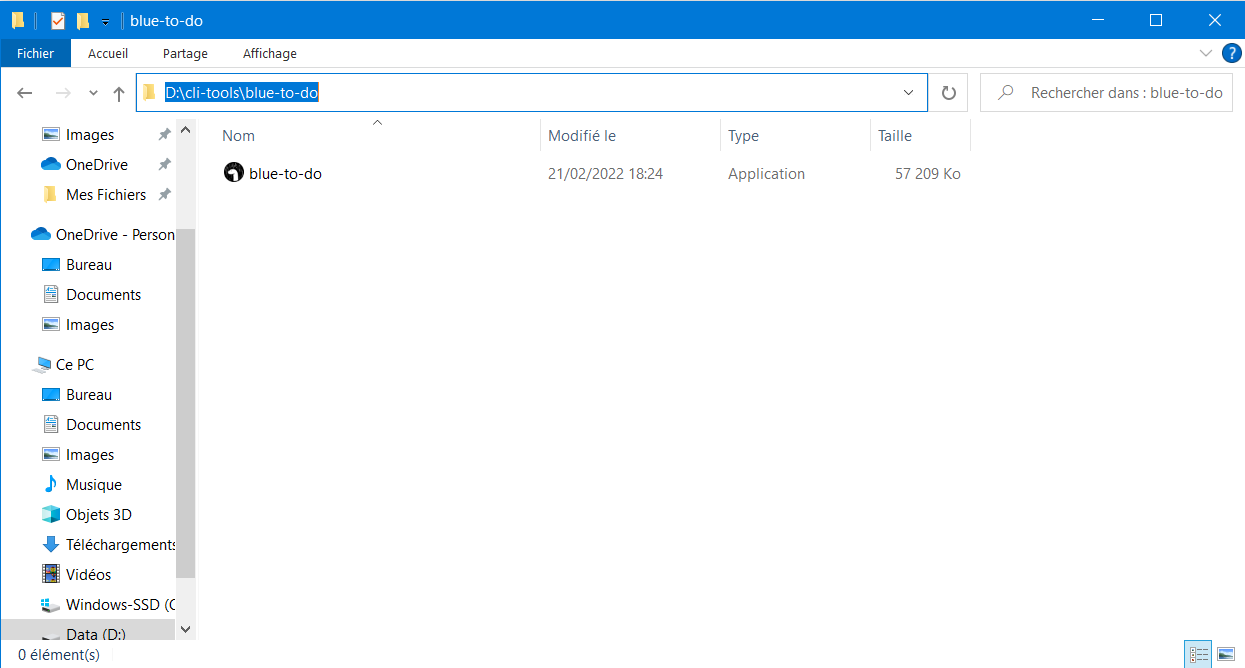 blue-to-do
Fichier Accueil Partage Affichage ?
D:\cli-tools\blue-to-do Rechercher dans : blue-to-do
Images
OneDrive
Mes Fichiers
OneDrive - Person
Bureau
Documents
Images
Ce PC
Bureau
Documents
Images
Musique
Objets 3D
Téléchargements
Vidéos
Windows-SSD (C
Data (D:)
Nom Modifié le Type Taille
blue-to-do 21/02/2022 18:24 Application 57 209 Ko
0 élément(s)